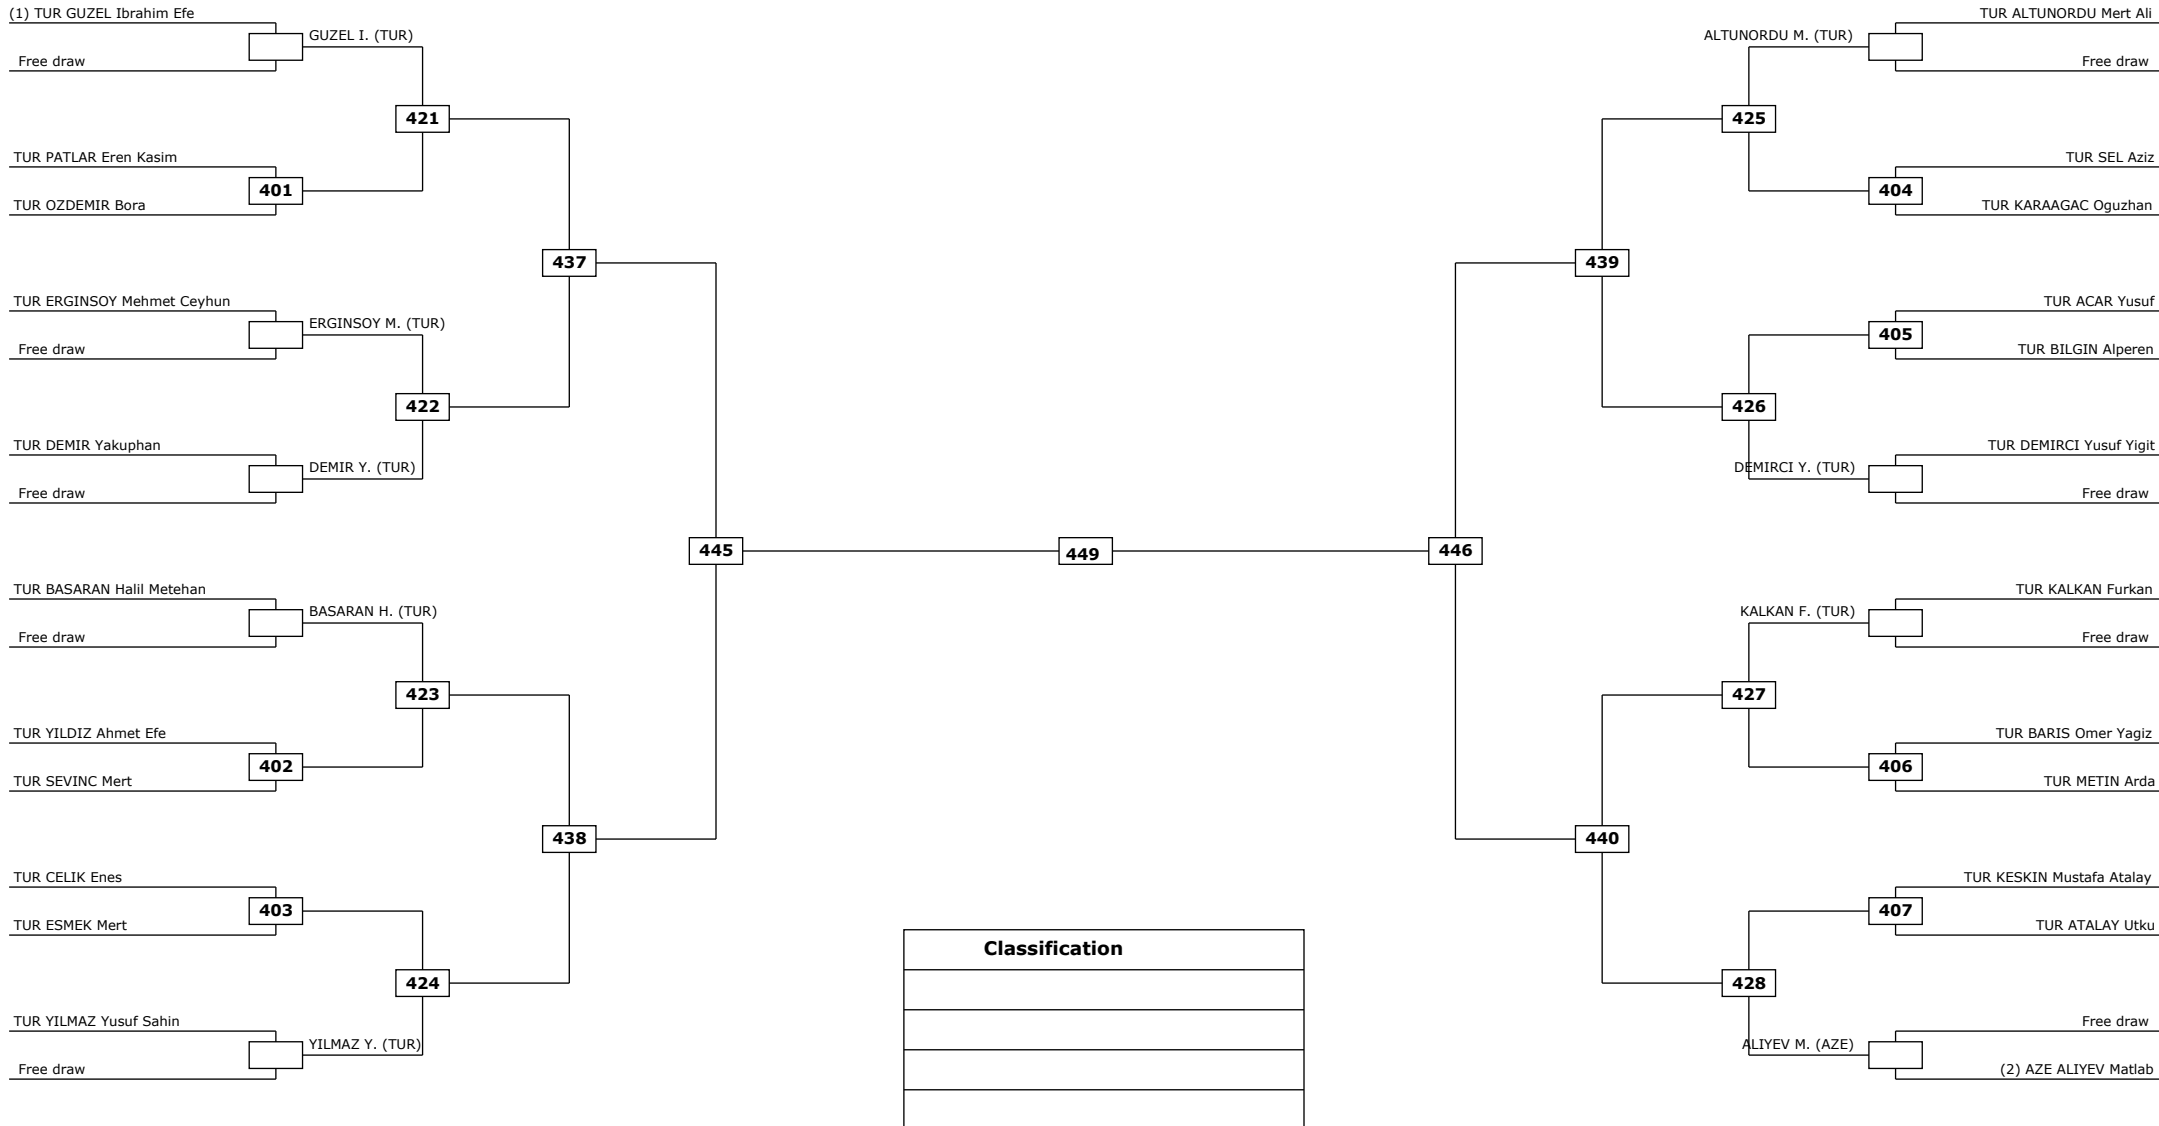 (1) TUR GUZEL Ibrahim Efe
GUZEL I. (TUR)
Free draw
421
TUR PATLAR Eren Kasim
401
TUR OZDEMIR Bora
437
TUR ERGINSOY Mehmet Ceyhun
ERGINSOY M. (TUR)
Free draw
422
TUR DEMIR Yakuphan
DEMIR Y. (TUR)
Free draw
445
TUR BASARAN Halil Metehan
BASARAN H. (TUR)
Free draw
423
TUR YILDIZ Ahmet Efe
402
TUR SEVINC Mert
438
TUR CELIK Enes
403
TUR ESMEK Mert
424
TUR YILMAZ Yusuf Sahin
YILMAZ Y. (TUR)
Free draw
449
Classification
TUR ALTUNORDU Mert Ali
ALTUNORDU M. (TUR)
Free draw
425
TUR SEL Aziz
404
TUR KARAAGAC Oguzhan
439
TUR ACAR Yusuf
405
TUR BILGIN Alperen
426
TUR DEMIRCI Yusuf Yigit
DEMIRCI Y. (TUR)
Free draw
446
TUR KALKAN Furkan
KALKAN F. (TUR)
Free draw
427
TUR BARIS Omer Yagiz
406
TUR METIN Arda
440
TUR KESKIN Mustafa Atalay
407
TUR ATALAY Utku
428
Free draw
ALIYEV M. (AZE)
(2) AZE ALIYEV Matlab